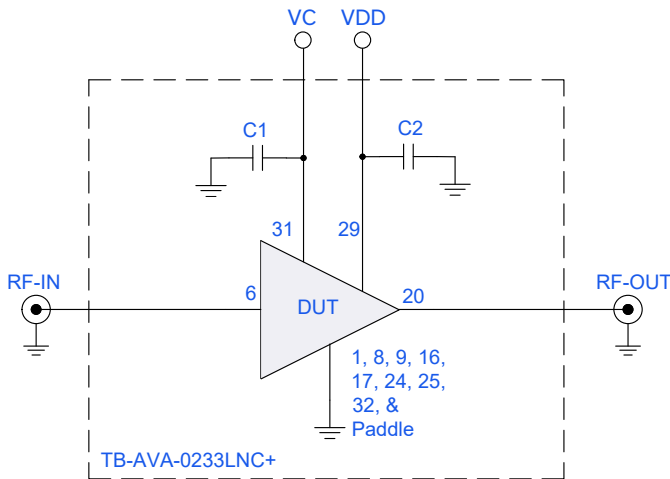 VC
VDD
C1
C2
31
29
RF-IN
6
DUT
20
RF-OUT
1, 8, 9, 16,
17, 24, 25,
32, &
Paddle
TB-AVA-0233LNC+